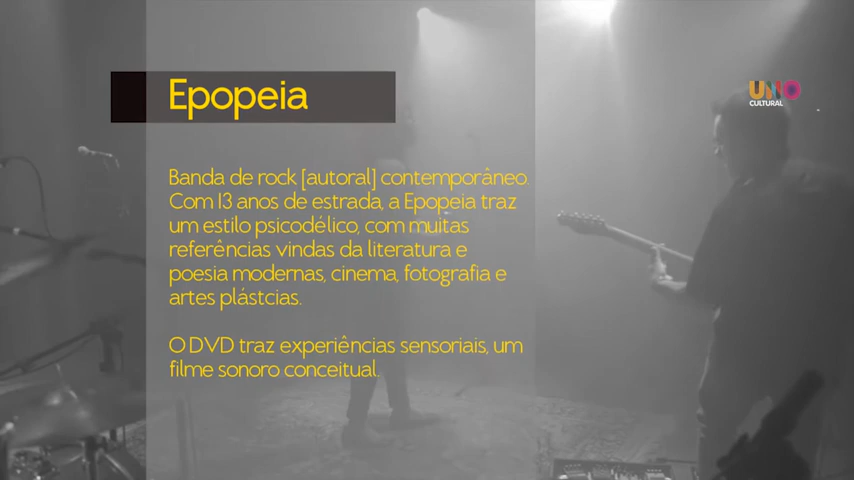 Epopeia
UNO
CULTURAL
Banda de rock [autoral] contemporâneo.
Com 13 anos de estrada, a Epopeia traz
um estilo psicodélico, com muitas
referências vindas da literatura e
poesia modernas, cinema, fotografia e
artes plástcias.
O DVD traz experiências sensoriais, um
filme sonoro conceitual.